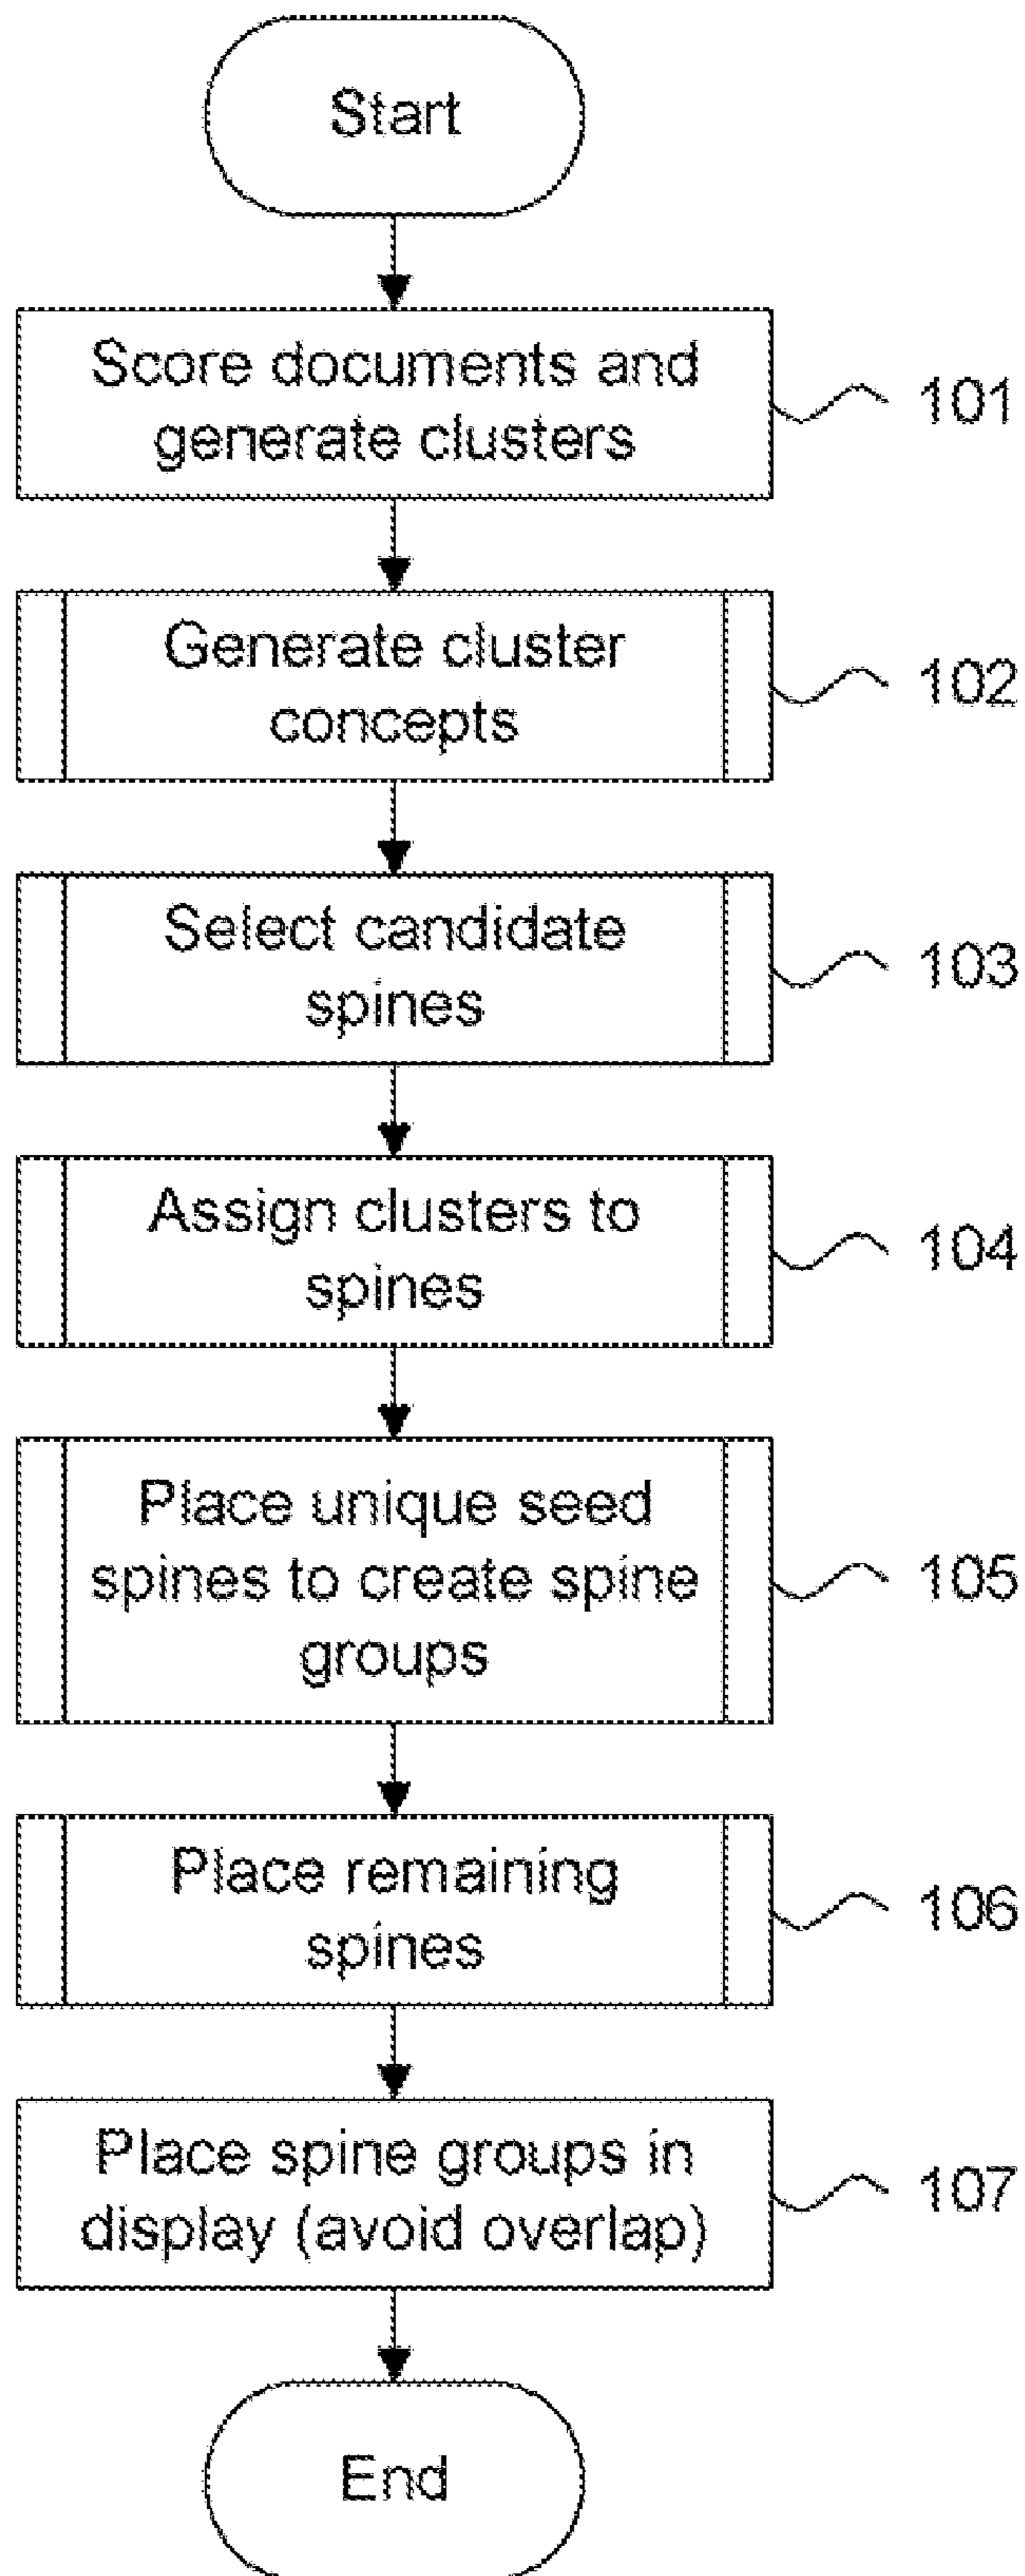 Start
Score documents and
generate clusters
101
Generate cluster
concepts
102
Select candidate
spines
103
Assign clusters to
spines
104
Place unique seed
spines to create spine
groups
105
Place remaining
spines
106
Place spine groups in
display (avoid overlap)
107
End